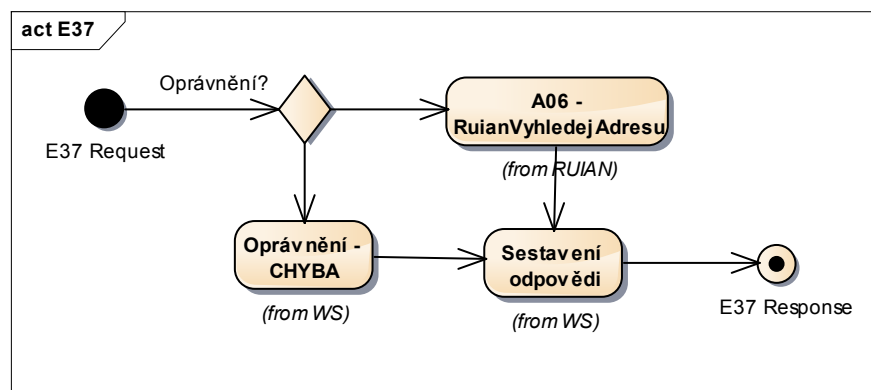 act E37
Oprávnění?
E37 Request
A06 -
RuianVyhledejAdresu
(from RUIAN)
Oprávnění -
CHYBA
(from WS)
Sestavení
odpovědi
(from WS)
E37 Response